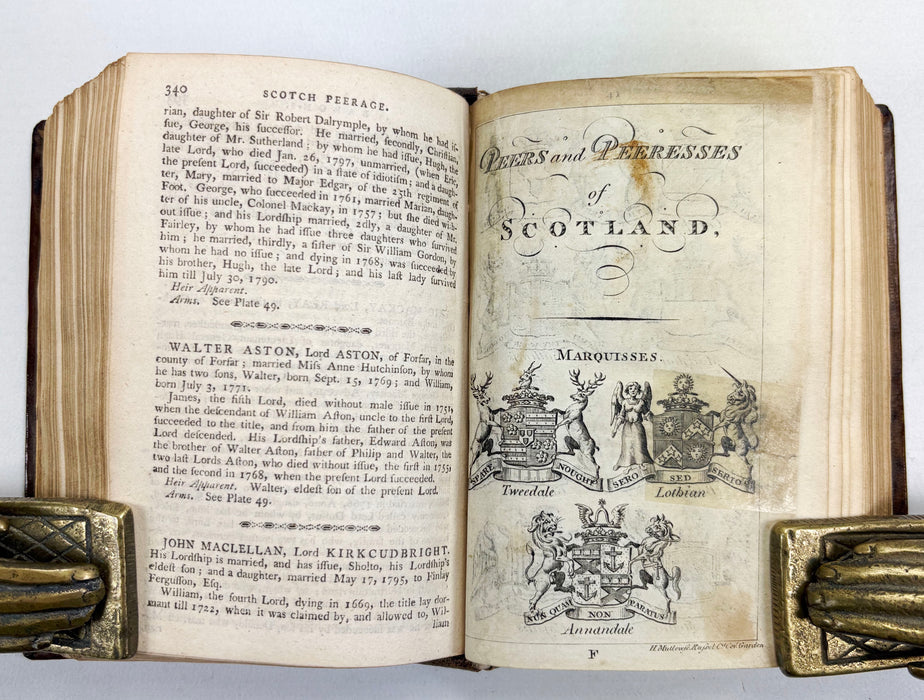 340
SCOTCH PEERAGE.
rian, daughter of Sir Robert Dalrymple, by whom he had iſ-
ſue, George, his ſucceſſor. He married, ſecondly, Chriſtian,
daughter of Mr. Sutherland; by whom he had iſſue, Hugh, the
late Lord, who died Jan. 26, 1797, unmarried, (when Eric,
the preſent Lord, ſucceeded) in a ſtate of idiotiſm; and a daugh-
ter, Mary, married to Major Edgar, of the 25th regiment of
Foot. George, who ſucceeded in 1761, married Marian, daugh-
ter of his uncle, Colonel Mackay, in 1757; but ſhe died with-
out iſſue; and his Lordſhip married, 2dly, a daughter of Mr.
Fairley, by whom he had iſſue three daughters who ſurvived
him; he married, thirdly, a ſiſter of Sir William Gordon, by
whom he had no iſſue; and dying in 1768, was ſucceeded by
his brother, Hugh, the late Lord; and his laſt lady ſurvived
him till July 30, 1790.
Heir Apparent.
Arms. See Plate 49.
WALTER ASTON, Lord ASTON, of Forfar, in the
county of Forfar; married Miſs Anne Hutchinſon, by whom
he has two ſons, Walter, born Sept. 15, 1769; and William,
born July 3, 1771.
James, the fifth Lord, died without male iſſue in 1751,
when the deſcendant of William Aſton, uncle to the firſt Lord,
ſucceeded to the title, and from him the father of the preſent
Lord deſcended. His Lordſhip's father, Edward Aſton, was
the brother of Walter Aſton, father of Philip and Walter, the
two laſt Lords Aſton, who died without iſſue, the firſt in 1755,
and the ſecond in 1768, when the preſent Lord ſucceeded.
Heir Apparent. Walter, eldeſt ſon of the preſent Lord.
Arms. See Plate 49.
JOHN MACLELLAN, Lord KIRKCUDBRIGHT.
His Lordſhip is married, and has iſſue, Sholto, his Lordſhip's
eldeſt ſon; and a daughter, married May 17, 1795, to Finlay
Ferguſſon, Eſq.
William, the fourth Lord, dying in 1669, the title lay dor-
mant till 1722, when it was claimed by, and allowed to, Wil-
liam
PEERS and PEERESSES
of
SCOTLAND,
MARQUISSES.
SPARE NOUGHT
SERO SED SERIO
Tweedale
Lothian
NUNQUAM NON PARATUS
Annandale
F
H. Mutlow Ruſsel Ct. Cov. Garden